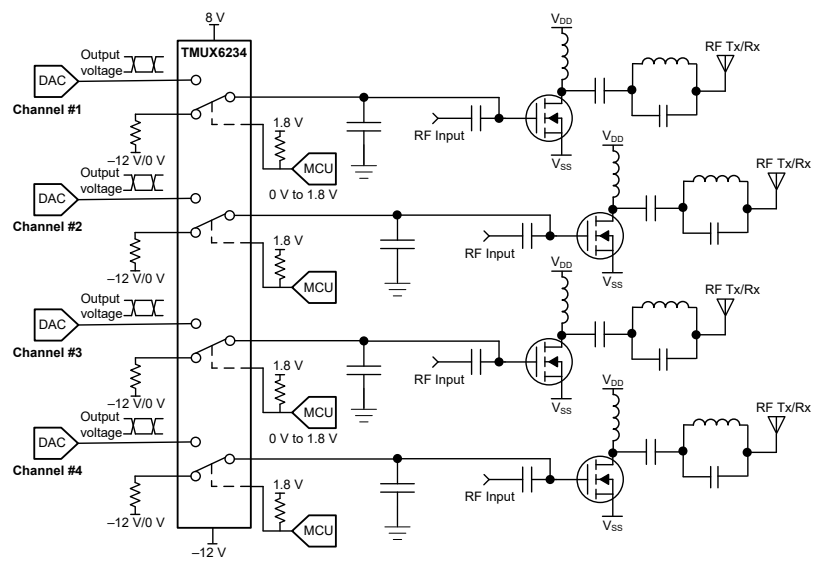 8 V
TMUX6234
Output
voltage
DAC
Channel #1
–12 V/0 V
1.8 V
MCU
0 V to 1.8 V
RF Input
V_DD
V_SS
RF Tx/Rx
Output
voltage
DAC
Channel #2
–12 V/0 V
1.8 V
MCU
RF Input
V_DD
V_SS
RF Tx/Rx
Output
voltage
DAC
Channel #3
–12 V/0 V
1.8 V
MCU
0 V to 1.8 V
RF Input
V_DD
V_SS
RF Tx/Rx
Output
voltage
DAC
Channel #4
–12 V/0 V
1.8 V
MCU
RF Input
V_DD
V_SS
RF Tx/Rx
–12 V